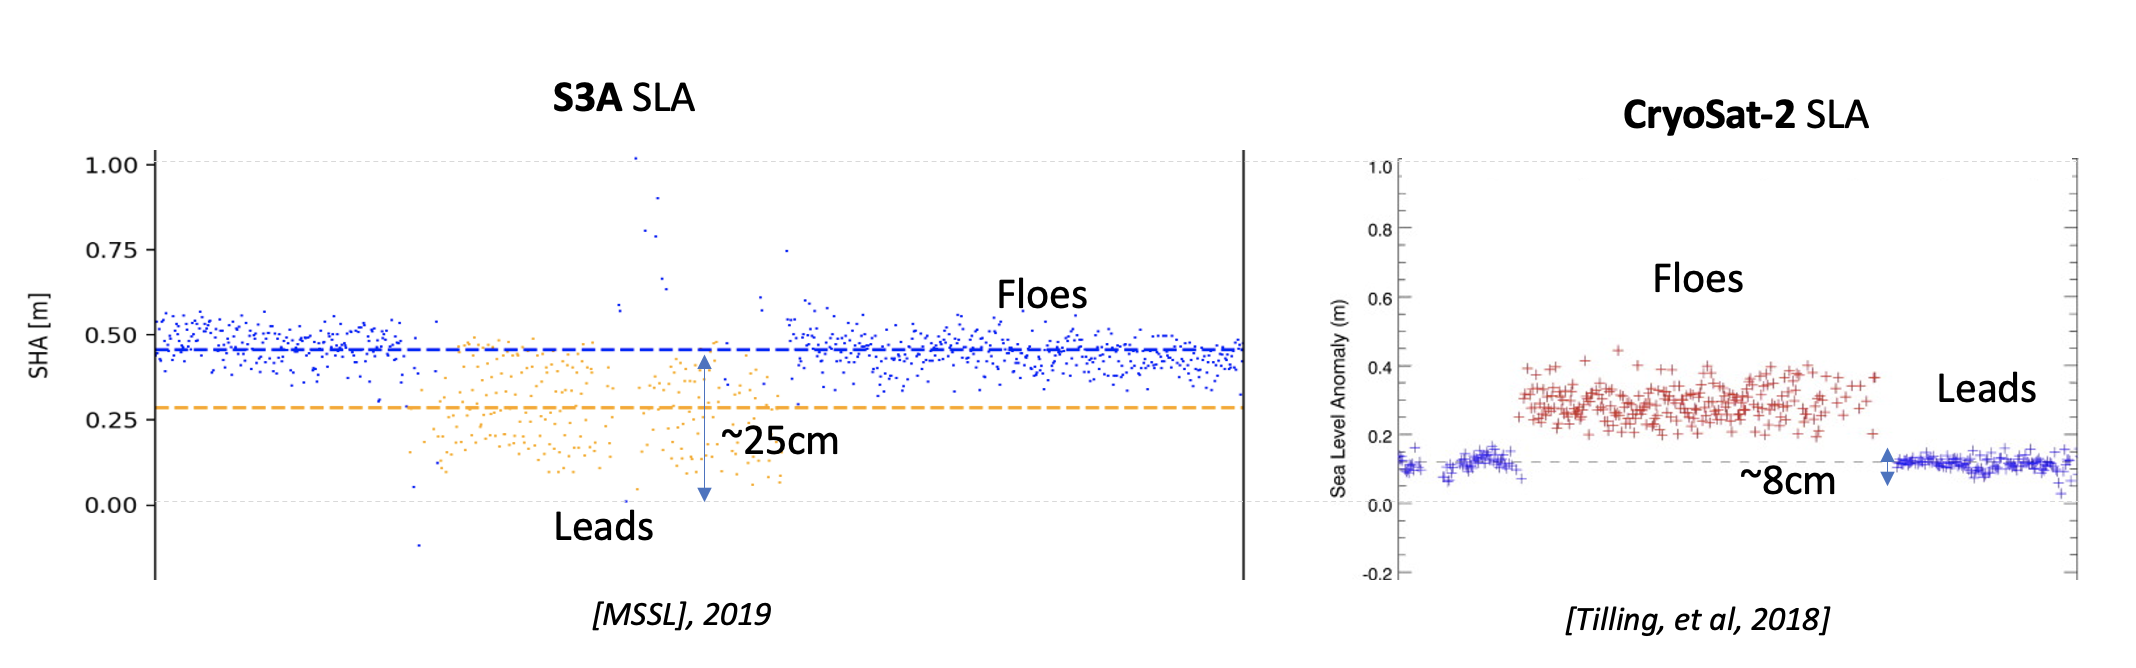 S3A SLA
SHA [m]
1.00
0.75
0.50
0.25
0.00
Floes
~25cm
Leads
[MSSL], 2019
CryoSat-2 SLA
Sea Level Anomaly (m)
1.0
0.8
0.6
0.4
0.2
0.0
-0.2
Floes
Leads
~8cm
[Tilling, et al, 2018]